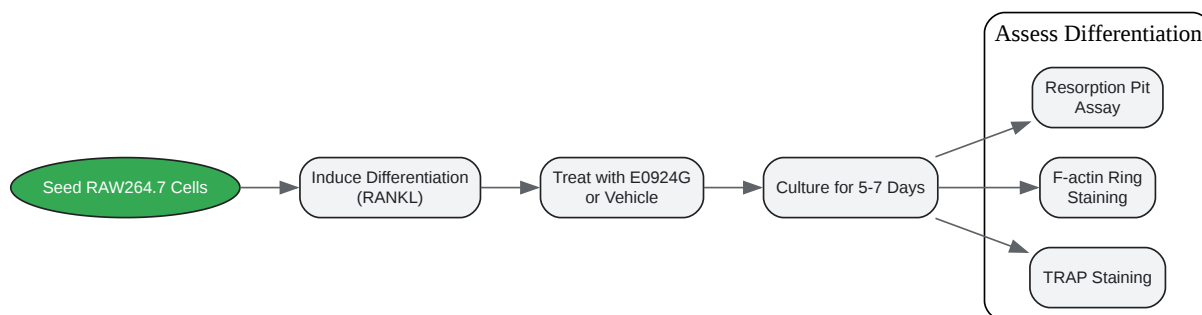 Assess Differentiation
Seed RAW264.7 Cells
Induce Differentiation
(RANKL)
Treat with E0924G
or Vehicle
Culture for 5-7 Days
Resorption Pit
Assay
F-actin Ring
Staining
TRAP Staining